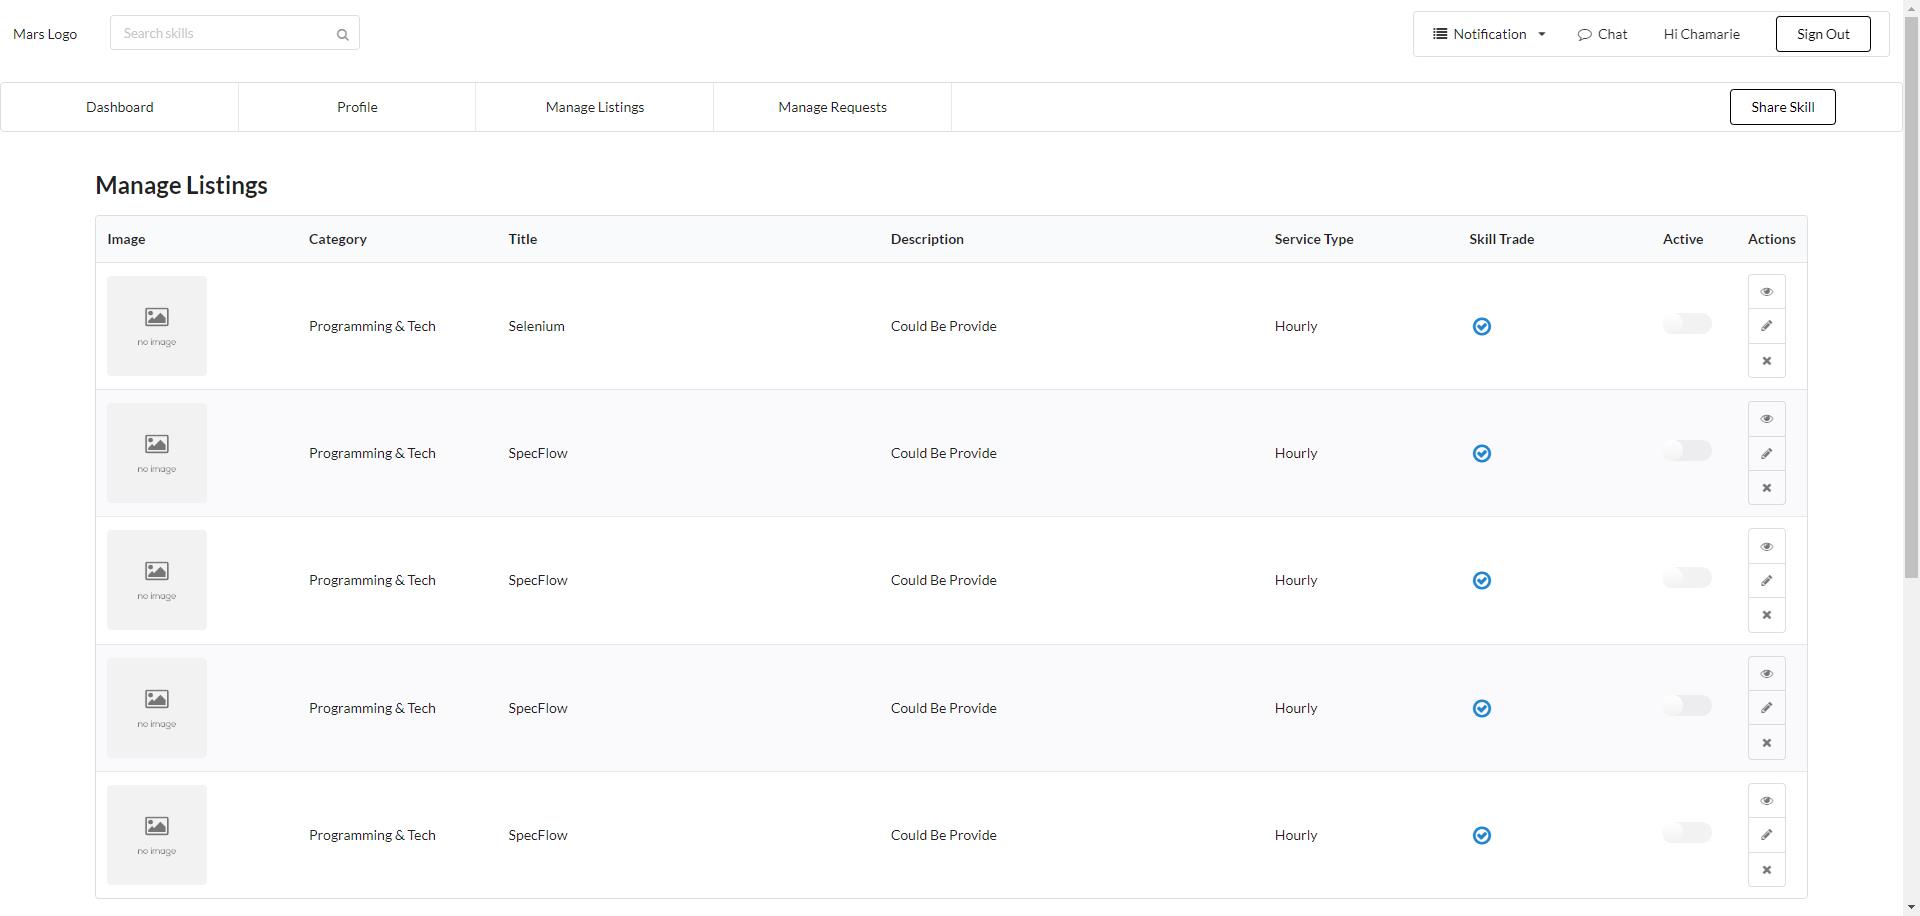 Mars Logo
Search skills
Notification
Chat
Hi Chamarie
Sign Out
Dashboard
Profile
Manage Listings
Manage Requests
Share Skill
Manage Listings
Image Category Title Description Service Type Skill Trade Active Actions
no image
Programming & Tech Selenium Could Be Provide Hourly
no image
Programming & Tech SpecFlow Could Be Provide Hourly
no image
Programming & Tech SpecFlow Could Be Provide Hourly
no image
Programming & Tech SpecFlow Could Be Provide Hourly
no image
Programming & Tech SpecFlow Could Be Provide Hourly